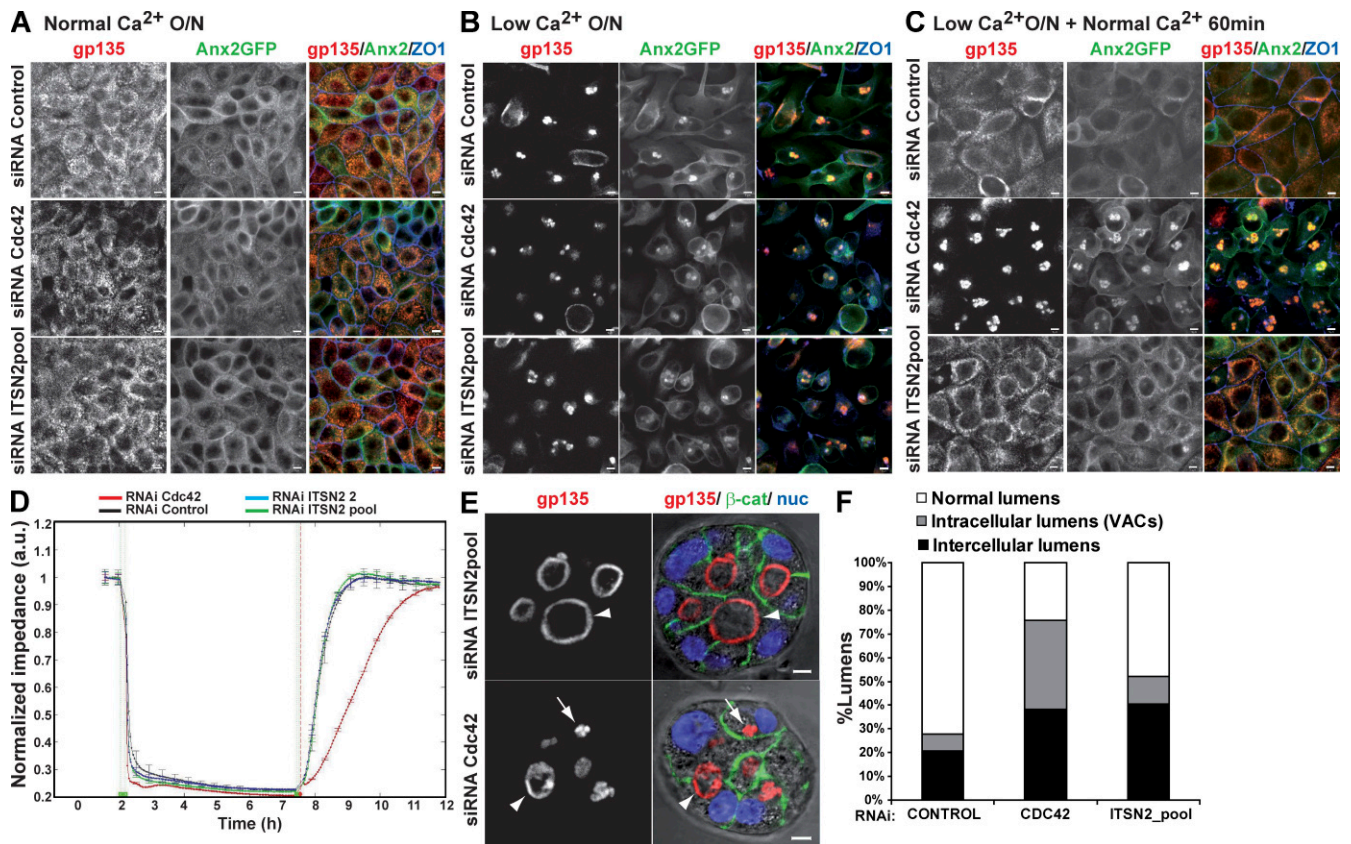 A Normal Ca2+ O/N
gp135 Anx2GFP gp135/Anx2/ZO1
siRNA Control
siRNA Cdc42
siRNA ITSN2pool
B Low Ca2+ O/N
gp135 Anx2GFP gp135/Anx2/ZO1
siRNA Control
siRNA Cdc42
siRNA ITSN2pool
C Low Ca2+O/N + Normal Ca2+ 60min
gp135 Anx2GFP gp135/Anx2/ZO1
siRNA Control
siRNA Cdc42
siRNA ITSN2pool
D
RNAi Cdc42 RNAi ITSN2 2
RNAi Control RNAi ITSN2 pool
Normalized impedance (a.u.)
1.2
1.1
1
0.9
0.8
0.7
0.6
0.5
0.4
0.3
0.2
0 2 3 4 5 6 7 8 9 10 11 12
Time (h)
E
gp135 gp135/ β-cat/ nuc
siRNA ITSN2pool
siRNA Cdc42
F
Normal lumens
Intracellular lumens (VACs)
Intercellular lumens
%Lumens
100%
90%
80%
70%
60%
50%
40%
30%
20%
10%
0%
RNAi: CONTROL CDC42 ITSN2_pool